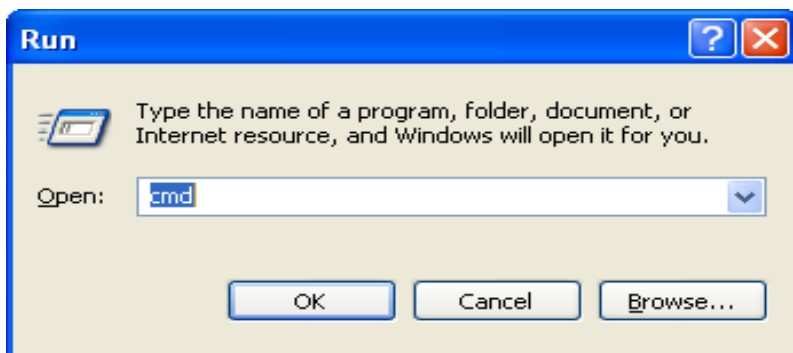 Run
Type the name of a program, folder, document, or
Internet resource, and Windows will open it for you.
Open: cmd
OK Cancel Browse...